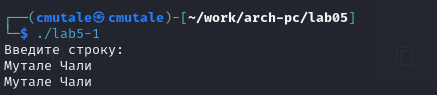 ┌──(cmutale㉿cmutale)-[~/work/arch-pc/lab05]
└─$ ./lab5-1
Введите строку:
Мутале Чали
Мутале Чали